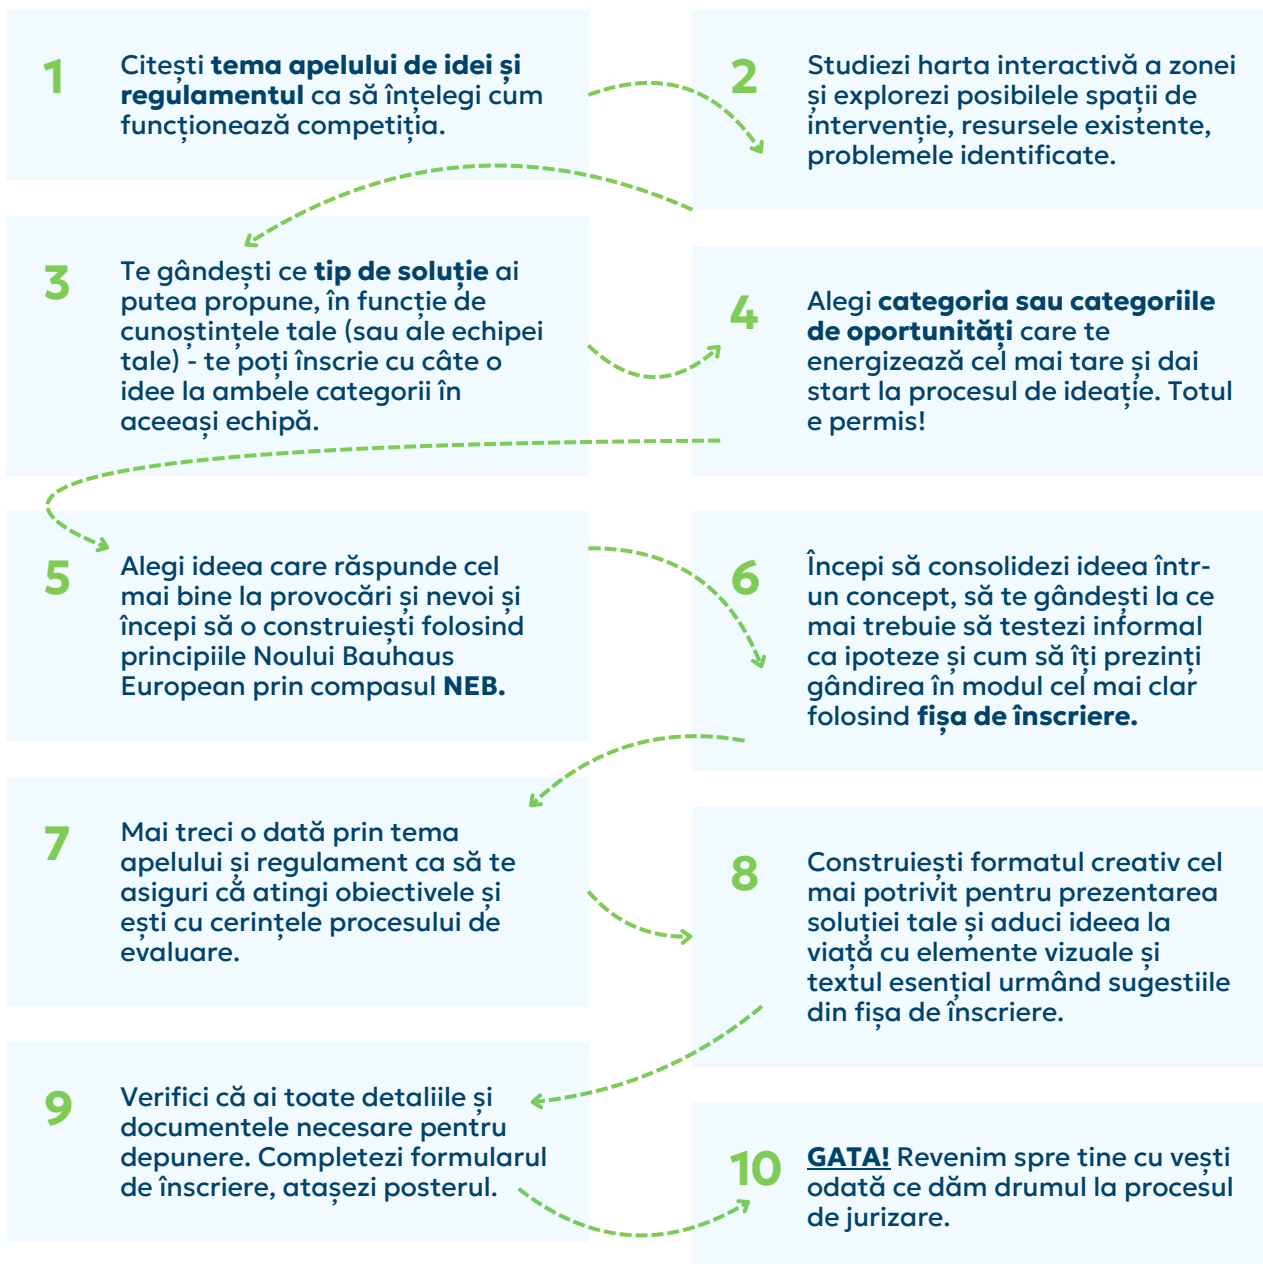 1
Citești tema apelului de idei și
regulamentul ca să înțelegi cum
funcționează competiția.
2
Studiezi harta interactivă a zonei
și explorezi posibilele spații de
intervenție, resursele existente,
problemele identificate.
3
Te gândești ce tip de soluție ai
putea propune, în funcție de
cunoștințele tale (sau ale echipei
tale) - te poți înscrie cu câte o
idee la ambele categorii în
aceeași echipă.
4
Alegi categoria sau categoriile
de oportunități care te
energizează cel mai tare și dai
start la procesul de ideație. Totul
e permis!
5
Alegi ideea care răspunde cel
mai bine la provocări și nevoi și
începi să o construiești folosind
principiile Noului Bauhaus
European prin compasul NEB.
6
Începi să consolidezi ideea într-
un concept, să te gândești la ce
mai trebuie să testezi informal
ca ipoteze și cum să îți prezinți
gândirea în modul cel mai clar
folosind fișa de înscriere.
7
Mai treci o dată prin tema
apelului și regulament ca să te
asiguri că atingi obiectivele și
ești cu cerințele procesului de
evaluare.
8
Construiești formatul creativ cel
mai potrivit pentru prezentarea
soluției tale și aduci ideea la
viață cu elemente vizuale și
textul esențial urmând sugestiile
din fișa de înscriere.
9
Verifici că ai toate detaliile și
documentele necesare pentru
depunere. Completezi formularul
de înscriere, atașezi posterul.
10
GATA! Revenim spre tine cu vești
odată ce dăm drumul la procesul
de jurizare.